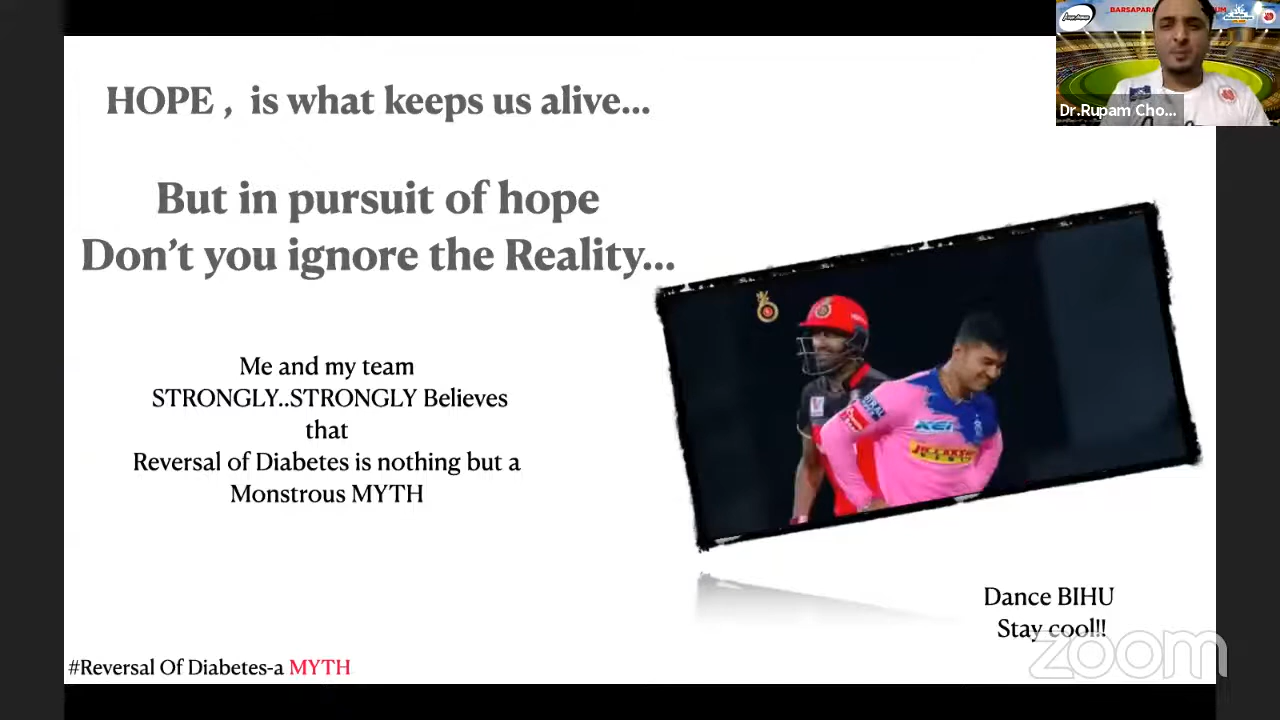 HOPE , is what keeps us alive...
But in pursuit of hope
Don't you ignore the Reality...
Me and my team
STRONGLY..STRONGLY Believes
that
Reversal of Diabetes is nothing but a
Monstrous MYTH
Dance BIHU
Stay cool!!
#Reversal Of Diabetes-a MYTH
zoom
Dr.Rupam Cho...
KEI